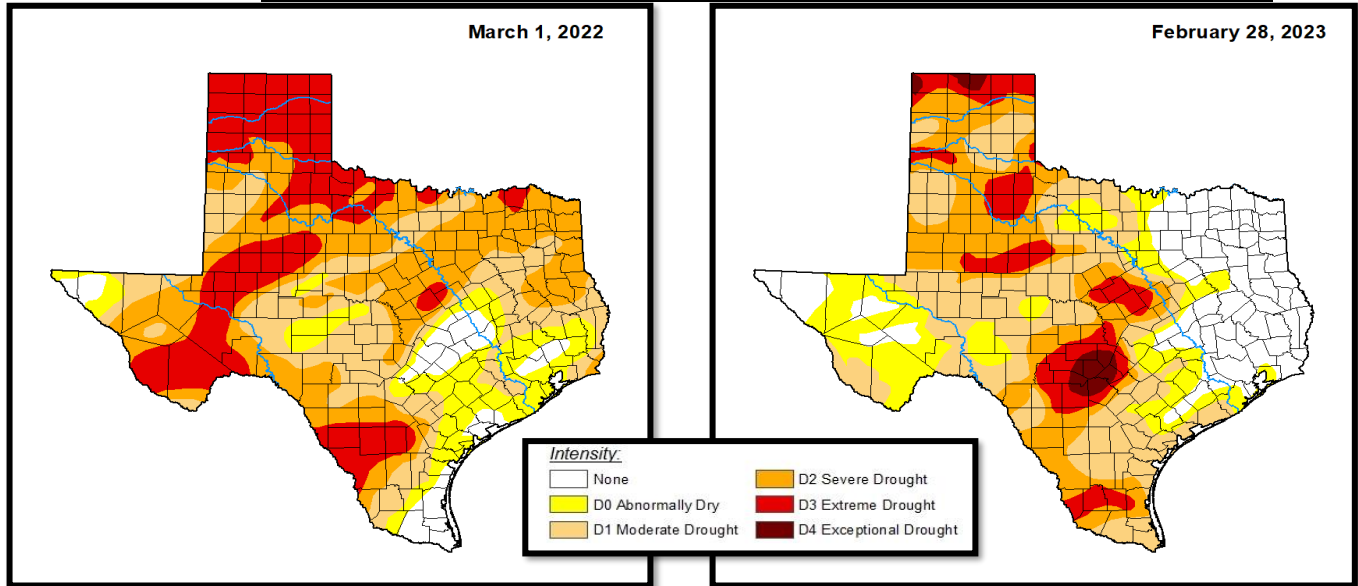 March 1, 2022
February 28, 2023
Intensity:
None
D0 Abnormally Dry
D1 Moderate Drought
D2 Severe Drought
D3 Extreme Drought
D4 Exceptional Drought